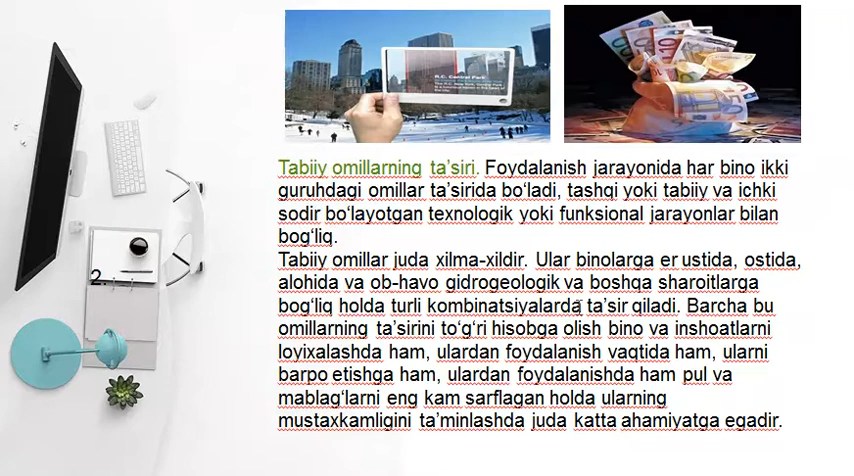 R.C. Central Park
2.
Tabiiy omillarning ta’siri. Foydalanish jarayonida har bino ikki
guruhdagi omillar ta’sirida bo‘ladi, tashqi yoki tabiiy va ichki
sodir bo‘layotgan texnologik yoki funksional jarayonlar bilan
bog‘liq.
Tabiiy omillar juda xilma-xildir. Ular binolarga er ustida, ostida,
alohida va ob-havo gidrogeologik va boshqa sharoitlarga
bog‘liq holda turli kombinatsiyalarda ta’sir qiladi. Barcha bu
omillarning ta’sirini to‘g‘ri hisobga olish bino va inshoatlarni
loyixalashda ham, ulardan foydalanish vaqtida ham, ularni
barpo etishga ham, ulardan foydalanishda ham pul va
mablag‘larni eng kam sarflagan holda ularning
mustaxkamligini ta’minlashda juda katta ahamiyatga egadir.